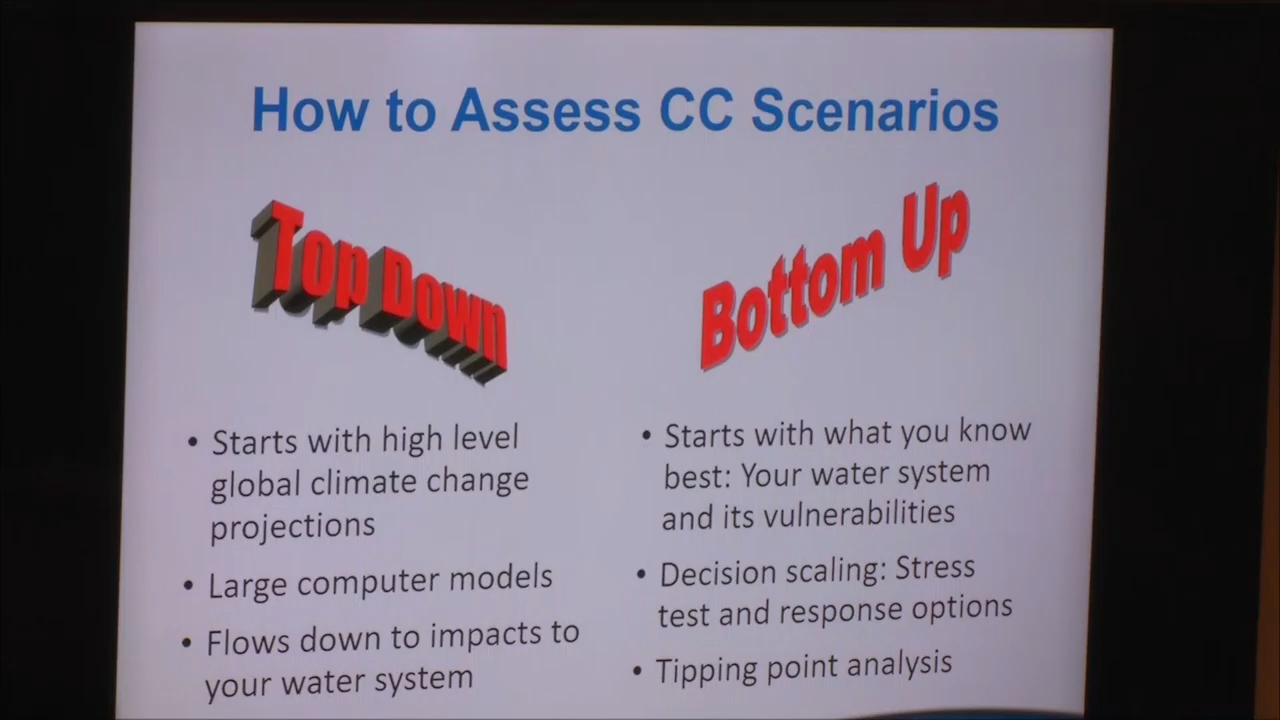 How to Assess CC Scenarios
Top Down
• Starts with high level
global climate change
projections
• Large computer models
• Flows down to impacts to
your water system
Bottom Up
• Starts with what you know
best: Your water system
and its vulnerabilities
• Decision scaling: Stress
test and response options
• Tipping point analysis